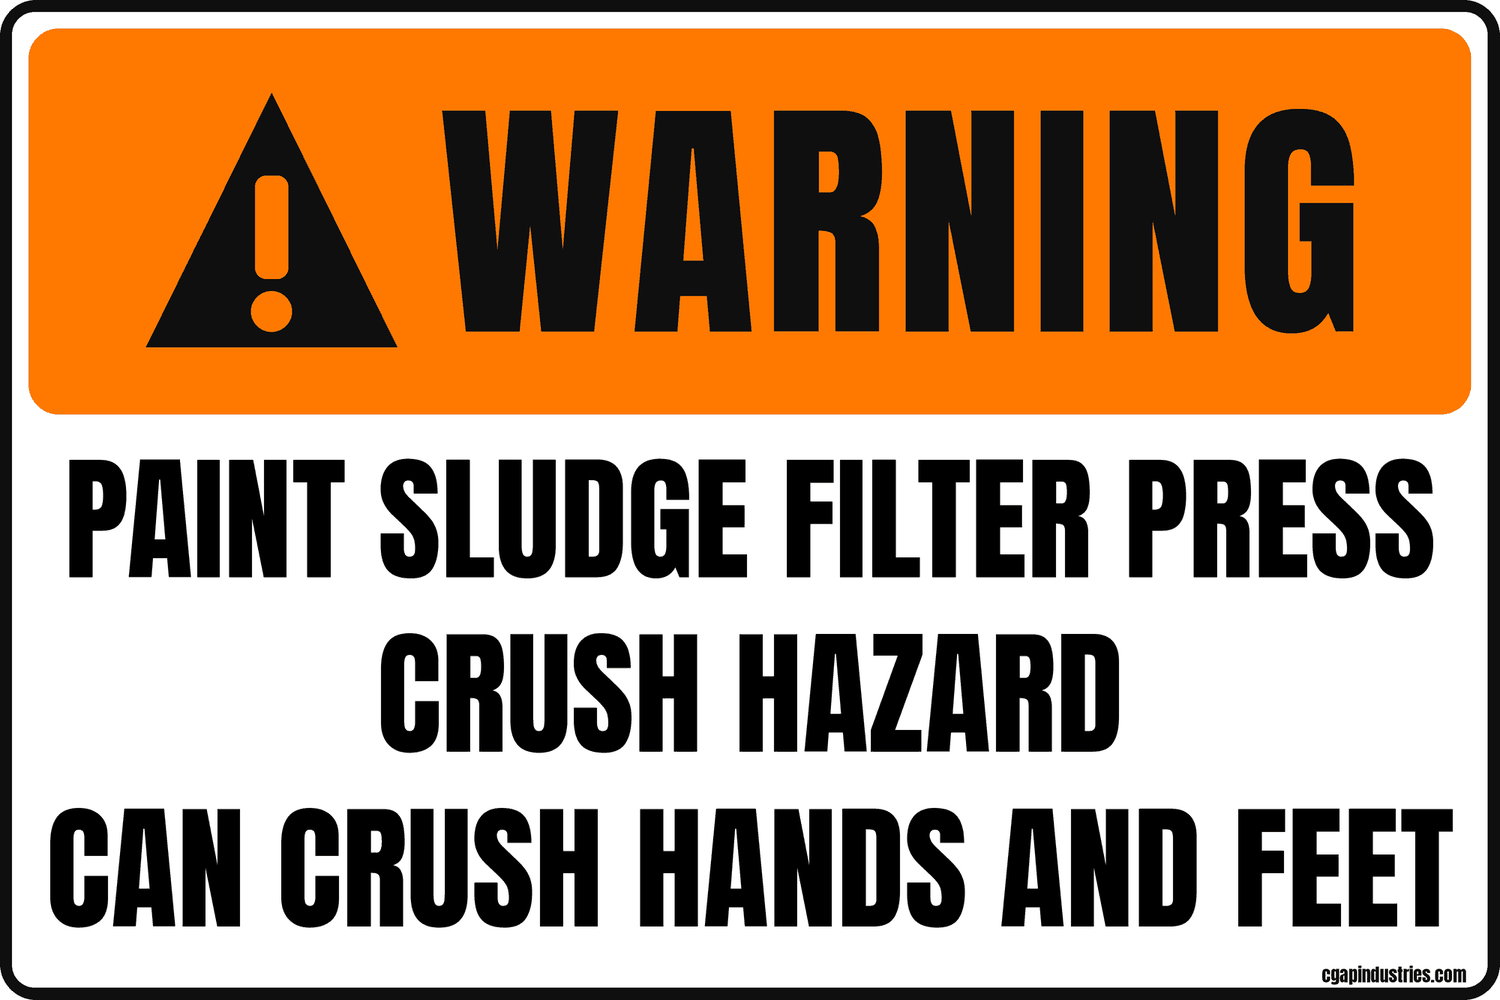 WARNING
PAINT SLUDGE FILTER PRESS
CRUSH HAZARD
CAN CRUSH HANDS AND FEET
cgapindustries.com